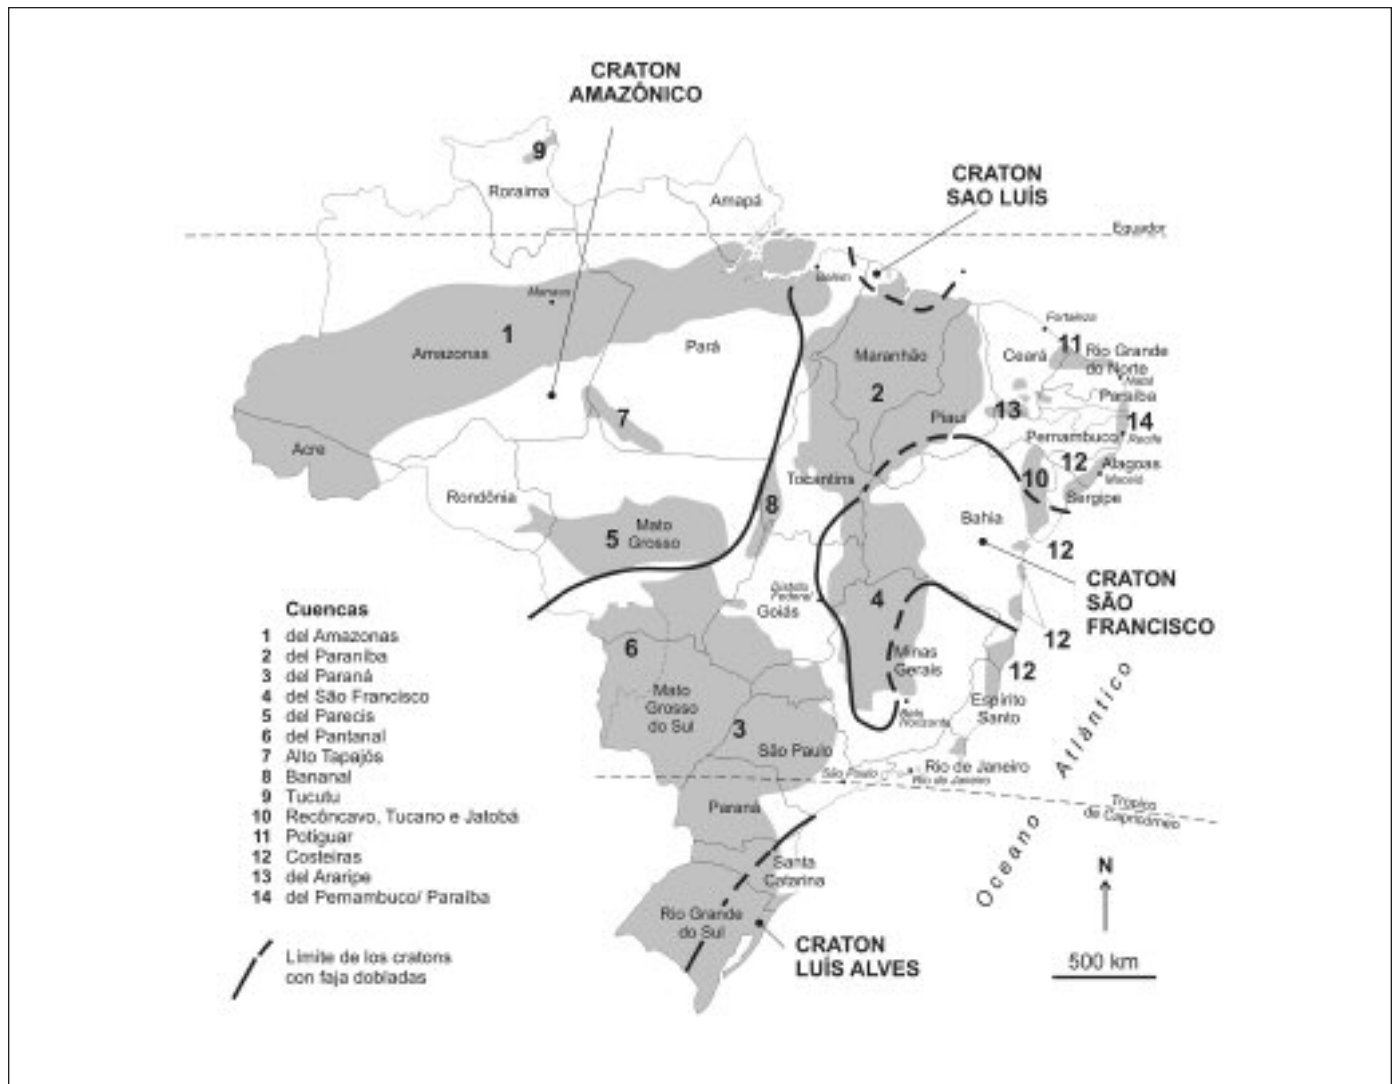 CRATON
AMAZÔNICO
9
Roraima
Amapá
CRATON
SAO LUÍS
Equador
Belém
Manaus
1
Amazonas
Pará
Maranhão
2
Fortaleza
Ceará
11
Rio Grande
do Norte
Natal
Paraíba
13
14
Piauí
Pernambuco
Recife
7
Acre
Rondônia
Tocantins
12
Alagoas
Maceió
10
Sergipe
8
Bahia
5
Mato
Grosso
12
CRATON
SÃO
FRANCISCO
Distrito
Federal
Goiás
4
12
6
Minas
Gerais
12
Mato
Grosso
do Sul
Espírito
Santo
Belo
Horizonte
3
São Paulo
São Paulo
Rio de Janeiro
Rio de Janeiro
Paraná
Tropico
de Capricórneo
Oceano Atlántico
Santa
Catarina
Rio Grande
do Sul
CRATON
LUÍS ALVES
N
500 km
Cuencas
1 del Amazonas
2 del Paraniba
3 del Paraná
4 del São Francisco
5 del Parecis
6 del Pantanal
7 Alto Tapajós
8 Bananal
9 Tucutu
10 Recôncavo, Tucano e Jatobá
11 Potiguar
12 Costeiras
13 del Araripe
14 del Pernambuco/ Paraíba
Limite de los cratons
con faja dobladas